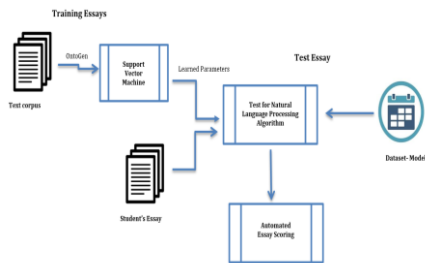 Training Essays
OntoGen
Support
Vector
Machine
Learned Parameters
Text corpus
Test Essay
Test for Natural
Language Processing
Algorithm
Dataset- Model
Student's Essay
Automated
Essay Scoring